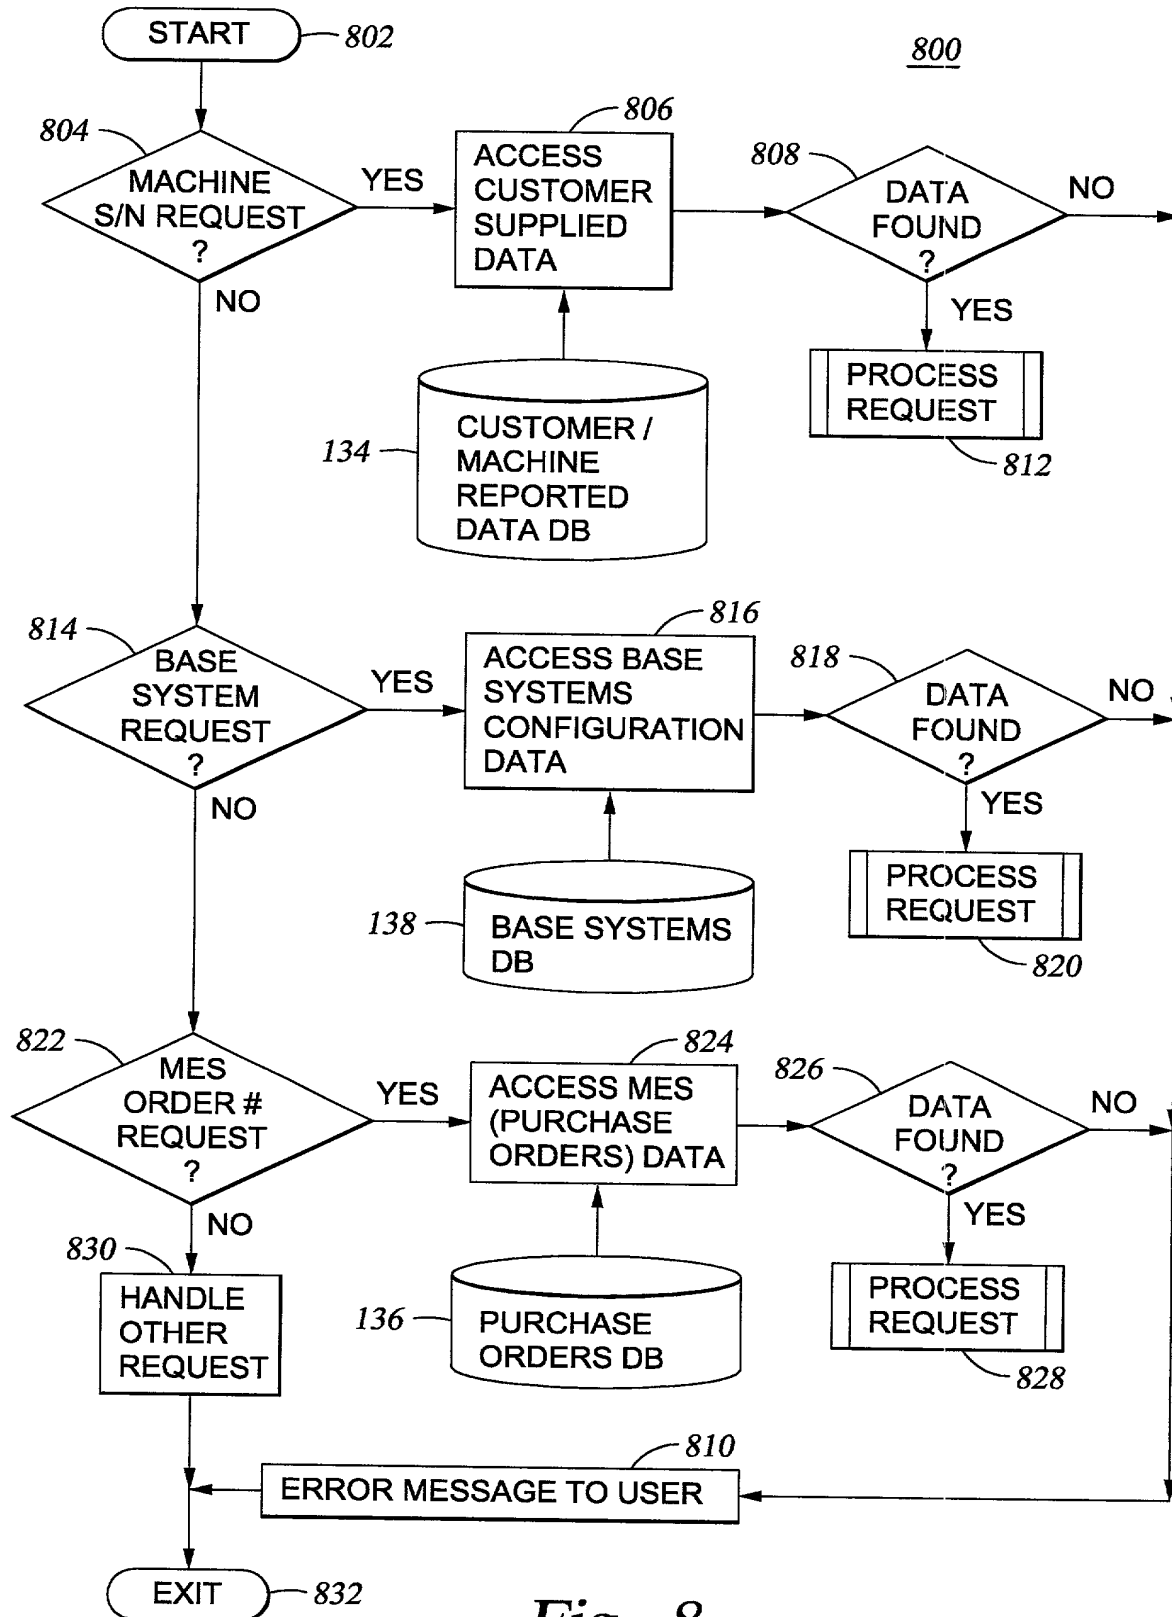 START
802
800
804
MACHINE
S/N REQUEST
?
YES
NO
806
ACCESS
CUSTOMER
SUPPLIED
DATA
808
DATA
FOUND
?
NO
YES
PROCESS
REQUEST
812
134
CUSTOMER /
MACHINE
REPORTED
DATA DB
814
BASE
SYSTEM
REQUEST
?
YES
NO
816
ACCESS BASE
SYSTEMS
CONFIGURATION
DATA
818
DATA
FOUND
?
NO
YES
PROCESS
REQUEST
820
138
BASE SYSTEMS
DB
822
MES
ORDER #
REQUEST
?
YES
NO
824
ACCESS MES
(PURCHASE
ORDERS) DATA
826
DATA
FOUND
?
NO
YES
PROCESS
REQUEST
828
136
PURCHASE
ORDERS DB
830
HANDLE
OTHER
REQUEST
810
ERROR MESSAGE TO USER
EXIT
832
Fig. 8